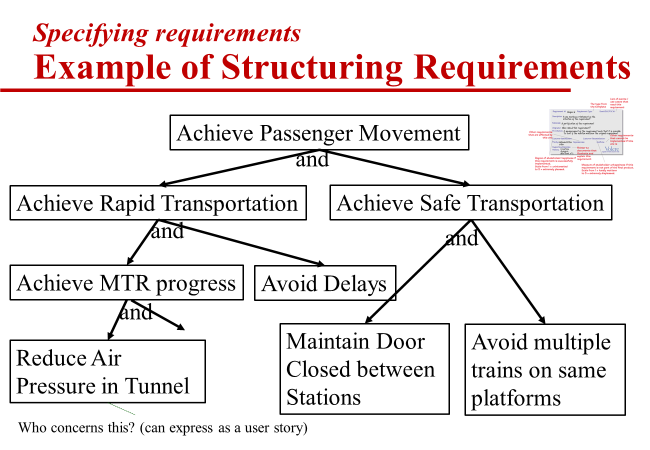 Specifying requirements
Example of Structuring Requirements
Achieve Passenger Movement
and
Achieve Rapid Transportation
Achieve Safe Transportation
and
and
Achieve MTR progress
Avoid Delays
and
Reduce Air
Pressure in Tunnel
Maintain Door
Closed between
Stations
Avoid multiple
trains on same
platforms
Who concerns this? (can express as a user story)